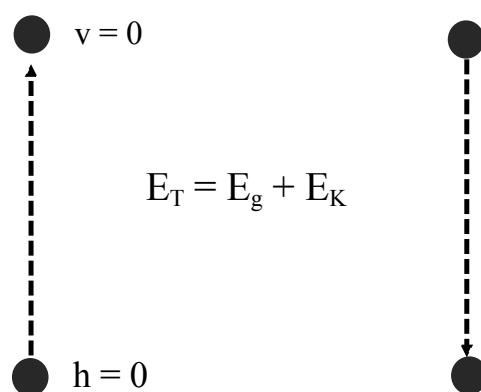 v = 0
E_T = E_g + E_K
h = 0